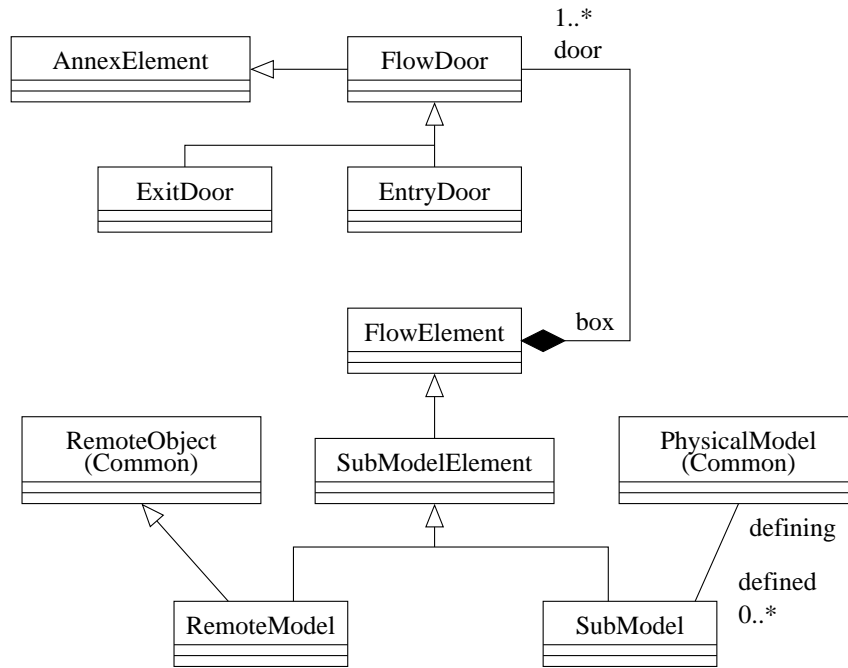 1..*
door
AnnexElement
FlowDoor
ExitDoor
EntryDoor
FlowElement
box
RemoteObject
(Common)
SubModelElement
PhysicalModel
(Common)
defining
defined
0..*
RemoteModel
SubModel